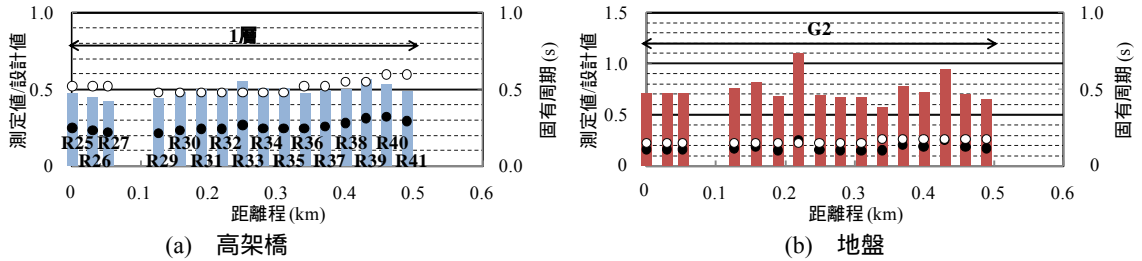 1.0
0.5
0
測定値/設計値
1層
R25 R27
R26
R29
R30
R31
R32
R33
R34
R35
R36
R37
R38
R39
R40
R41
1.0
0.5
0.0
固有周期 (s)
0 0.1 0.2 0.3 0.4 0.5 0.6
距離程 (km)
(a) 高架橋
1.5
1.0
0.5
0
測定値/設計値
G2
1.0
0.5
0
固有周期 (s)
0 0.1 0.2 0.3 0.4 0.5 0.6
距離程 (km)
(b) 地盤